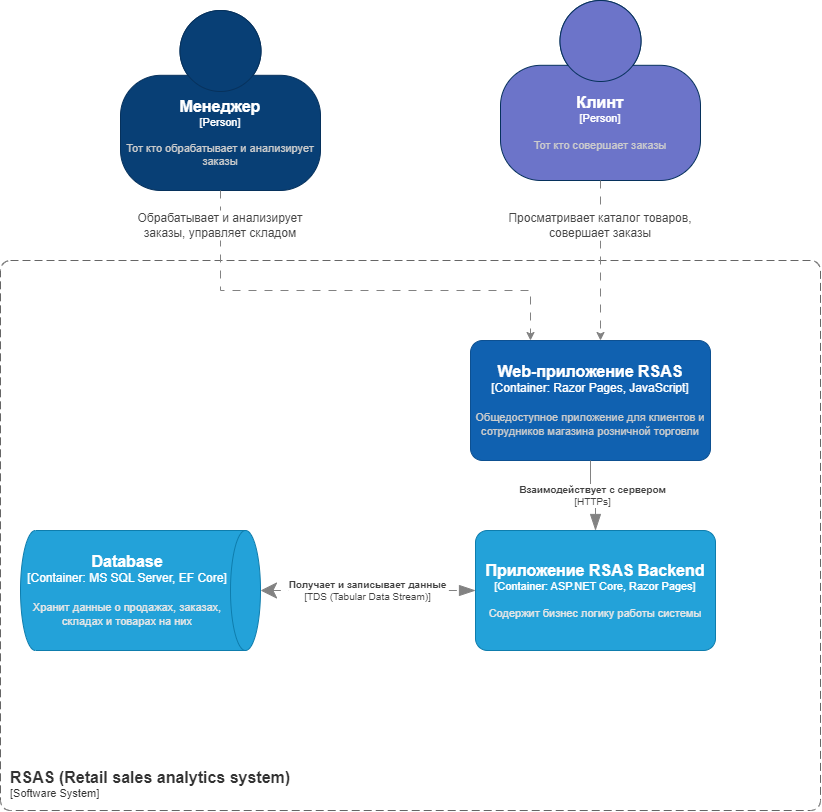 Менеджер
[Person]
Тот кто обрабатывает и анализирует
заказы
Клинт
[Person]
Тот кто совершает заказы
Обрабатывает и анализирует
заказы, управляет складом
Просматривает каталог товаров,
совершает заказы
Web-приложение RSAS
[Container: Razor Pages, JavaScript]
Общедоступное приложение для клиентов и
сотрудников магазина розничной торговли
Взаимодействует с сервером
[HTTPs]
Database
[Container: MS SQL Server, EF Core]
Хранит данные о продажах, заказах,
складах и товарах на них
Получает и записывает данные
[TDS (Tabular Data Stream)]
Приложение RSAS Backend
[Container: ASP.NET Core, Razor Pages]
Содержит бизнес логику работы системы
RSAS (Retail sales analytics system)
[Software System]